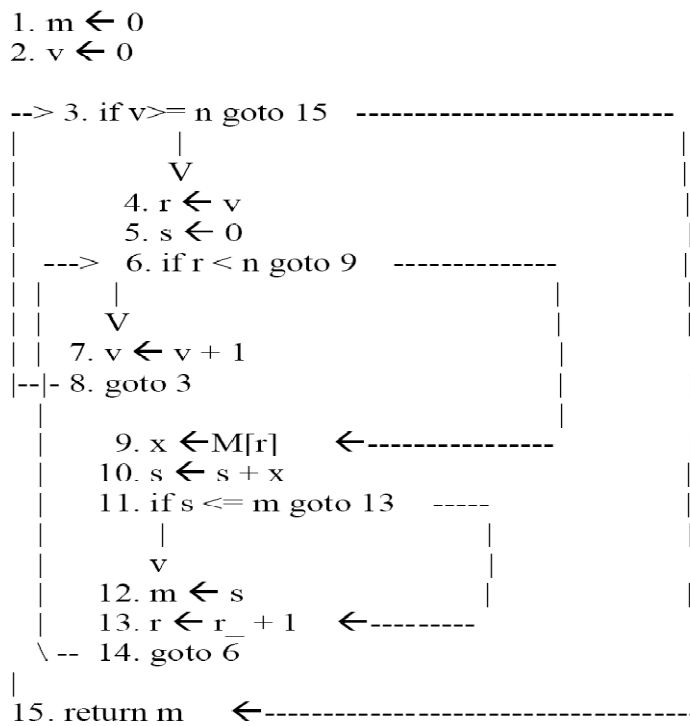 1. m ← 0
2. v ← 0
3. if v>= n goto 15
4. r ← v
5. s ← 0
6. if r < n goto 9
7. v ← v + 1
8. goto 3
9. x ←M[r]
10. s ← s + x
11. if s <= m goto 13
12. m ← s
13. r ← r_ + 1
14. goto 6
15. return m